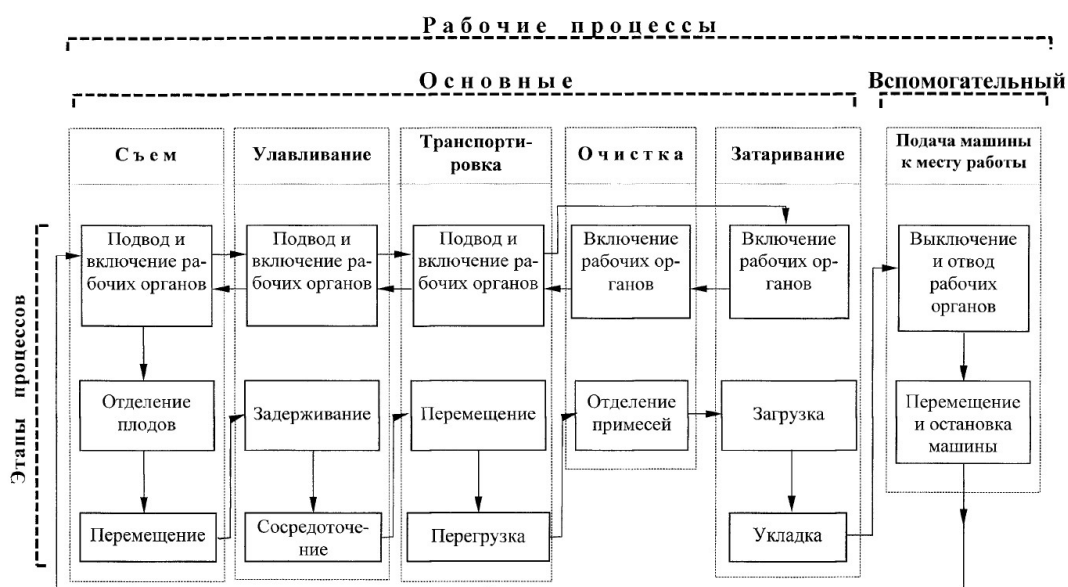 Рабочие процессы
Основные
Вспомогательный
Съем
Улавливание
Транспорти-
ровка
Очистка
Затаривание
Подача машины
к месту работы
Этапы процессов
Подвод и
включение ра-
бочих органов
Подвод и
включение ра-
бочих органов
Подвод и
включение ра-
бочих органов
Включение
рабочих ор-
ганов
Включение
рабочих ор-
ганов
Выключение
и отвод
рабочих
органов
Отделение
плодов
Задерживание
Перемещение
Отделение
примесей
Загрузка
Перемещение
и остановка
машины
Перемещение
Сосредоточе-
ние
Перегрузка
Укладка